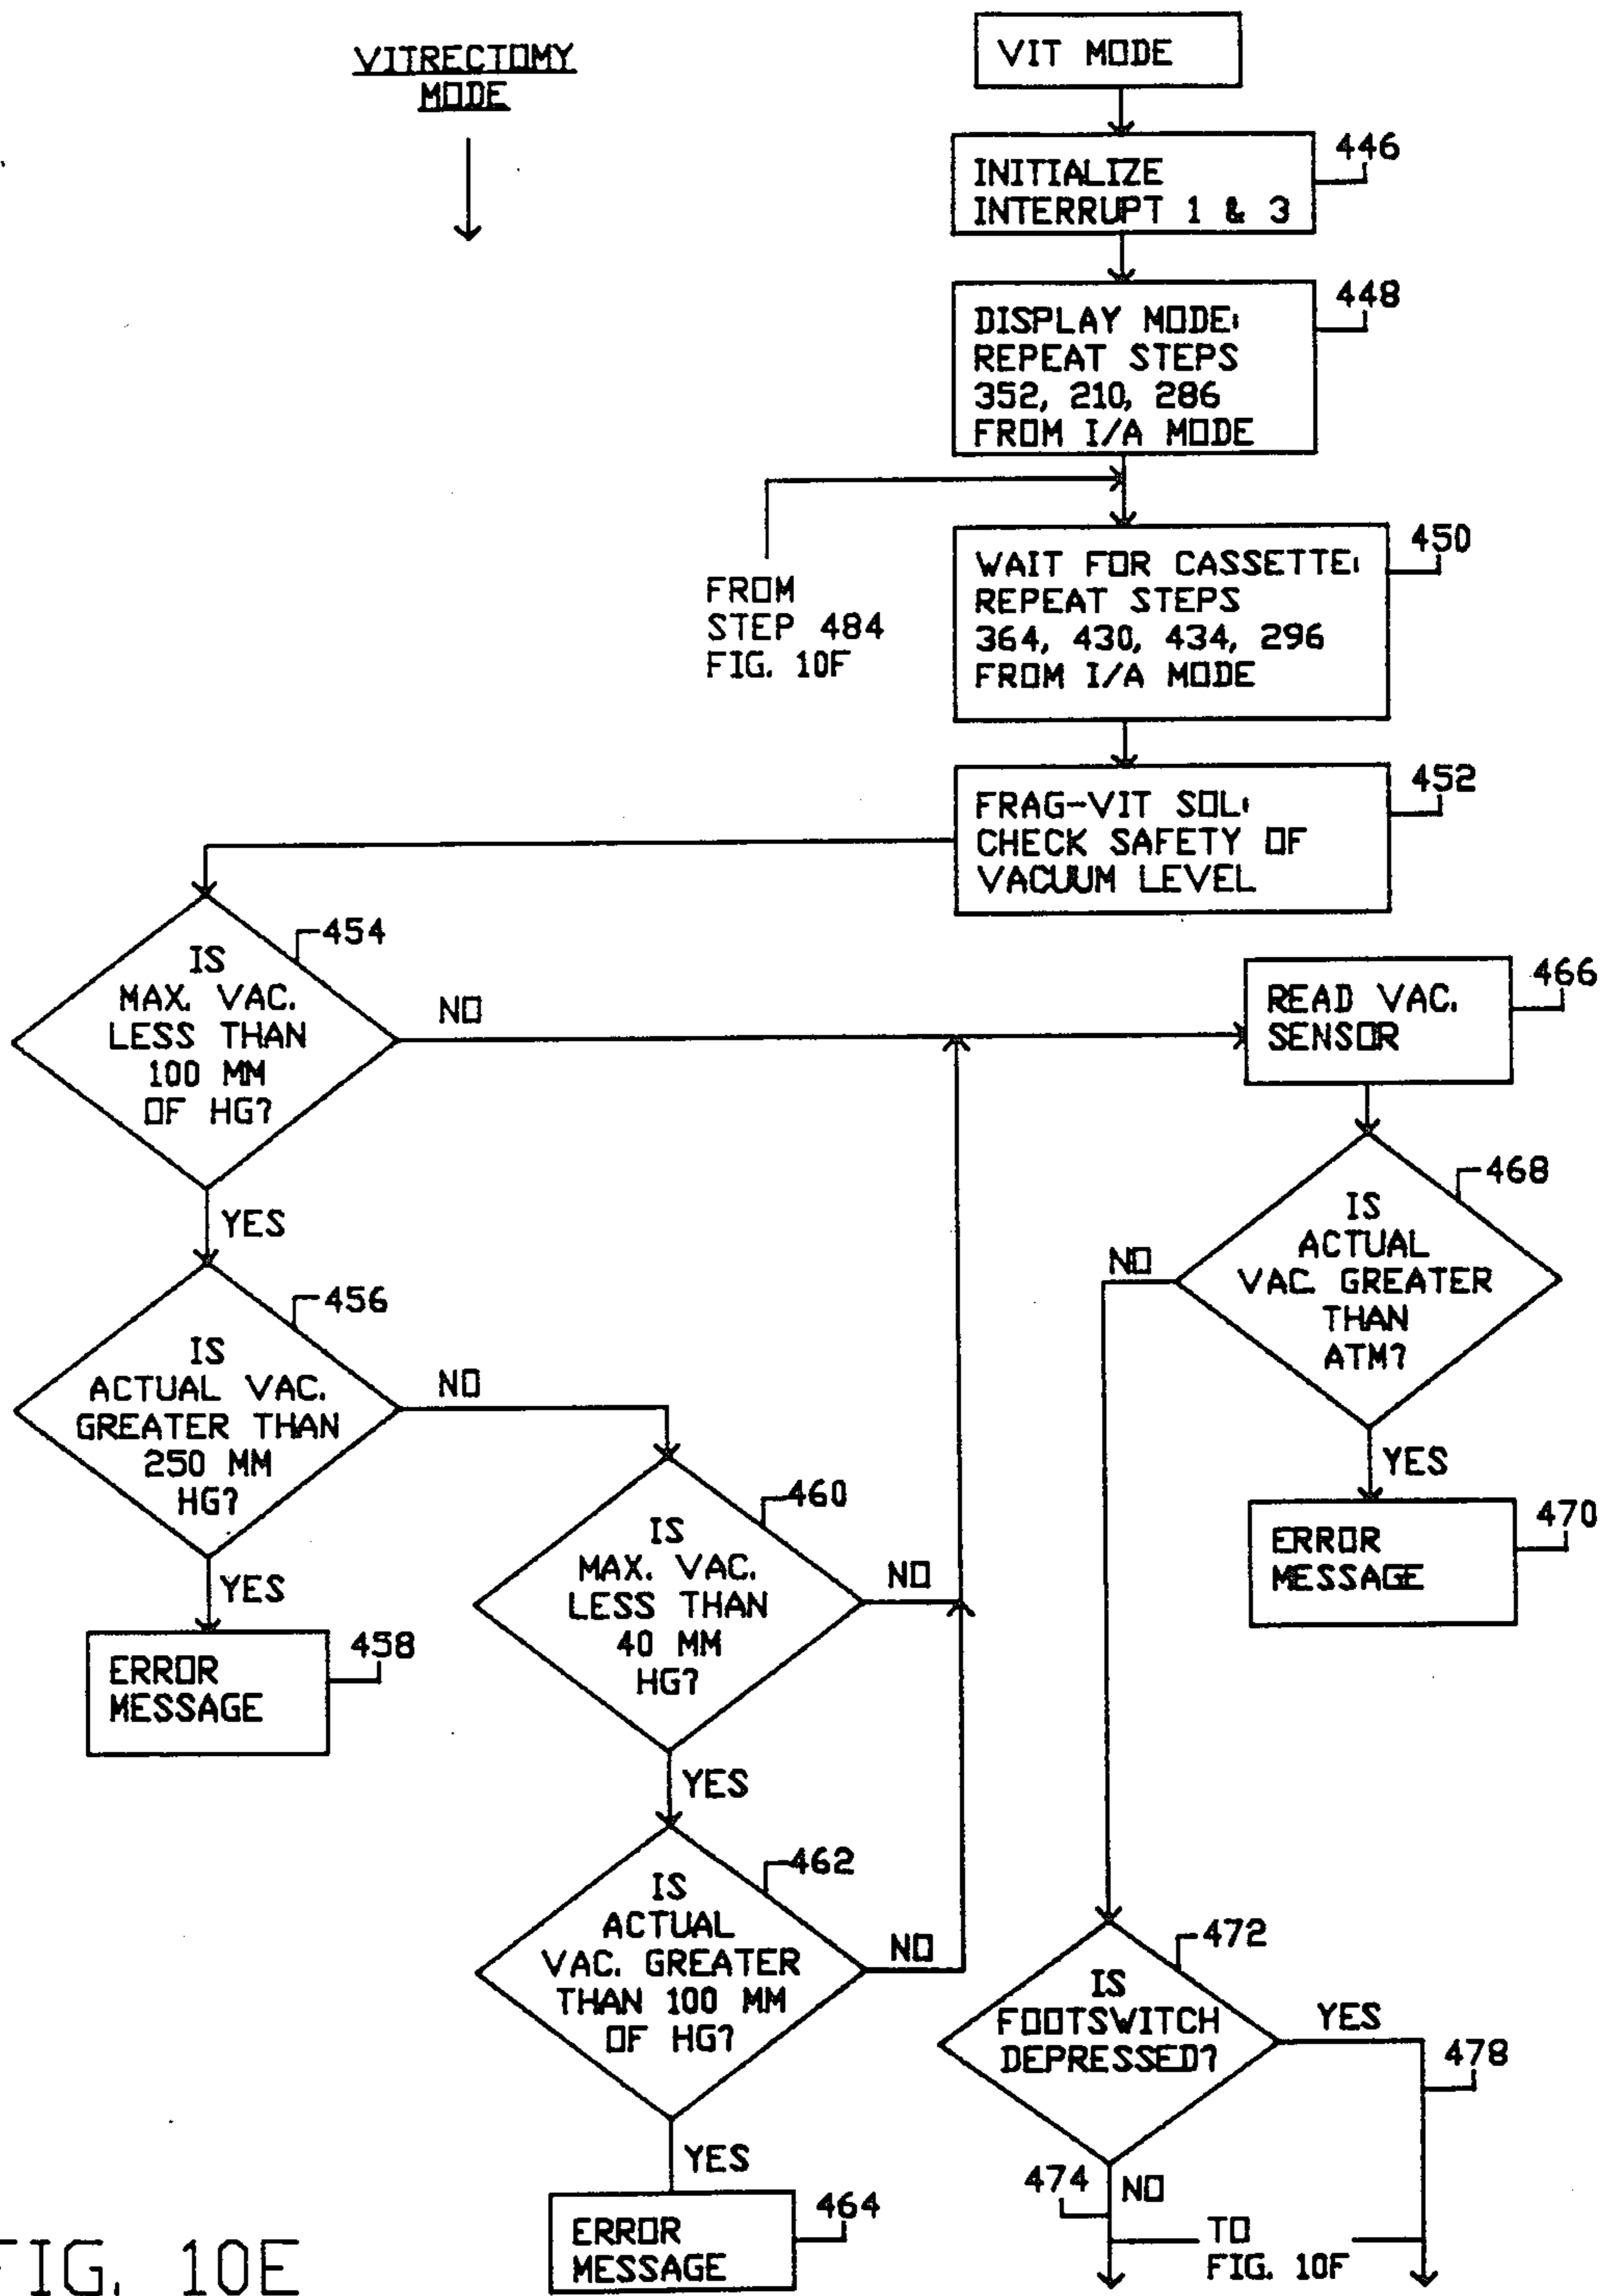 VITRECTOMY
MODE
VIT MODE
INITIALIZE
INTERRUPT 1 & 3
446
DISPLAY MODE:
REPEAT STEPS
352, 210, 286
FROM I/A MODE
448
FROM
STEP 484
FIG. 10F
WAIT FOR CASSETTE:
REPEAT STEPS
364, 430, 434, 296
FROM I/A MODE
450
FRAG-VIT SOL:
CHECK SAFETY OF
VACUUM LEVEL
452
IS
MAX. VAC.
LESS THAN
100 MM
OF HG?
454
NO
YES
READ VAC.
SENSOR
466
IS
ACTUAL
VAC. GREATER
THAN
ATM?
468
NO
YES
ERROR
MESSAGE
470
IS
ACTUAL VAC.
GREATER THAN
250 MM
HG?
456
NO
YES
ERROR
MESSAGE
458
IS
MAX. VAC.
LESS THAN
40 MM
HG?
460
NO
YES
IS
ACTUAL
VAC. GREATER
THAN 100 MM
OF HG?
462
NO
YES
ERROR
MESSAGE
464
IS
FOOTSWITCH
DEPRESSED?
472
YES
478
474
NO
TO
FIG. 10F
FIG. 10E